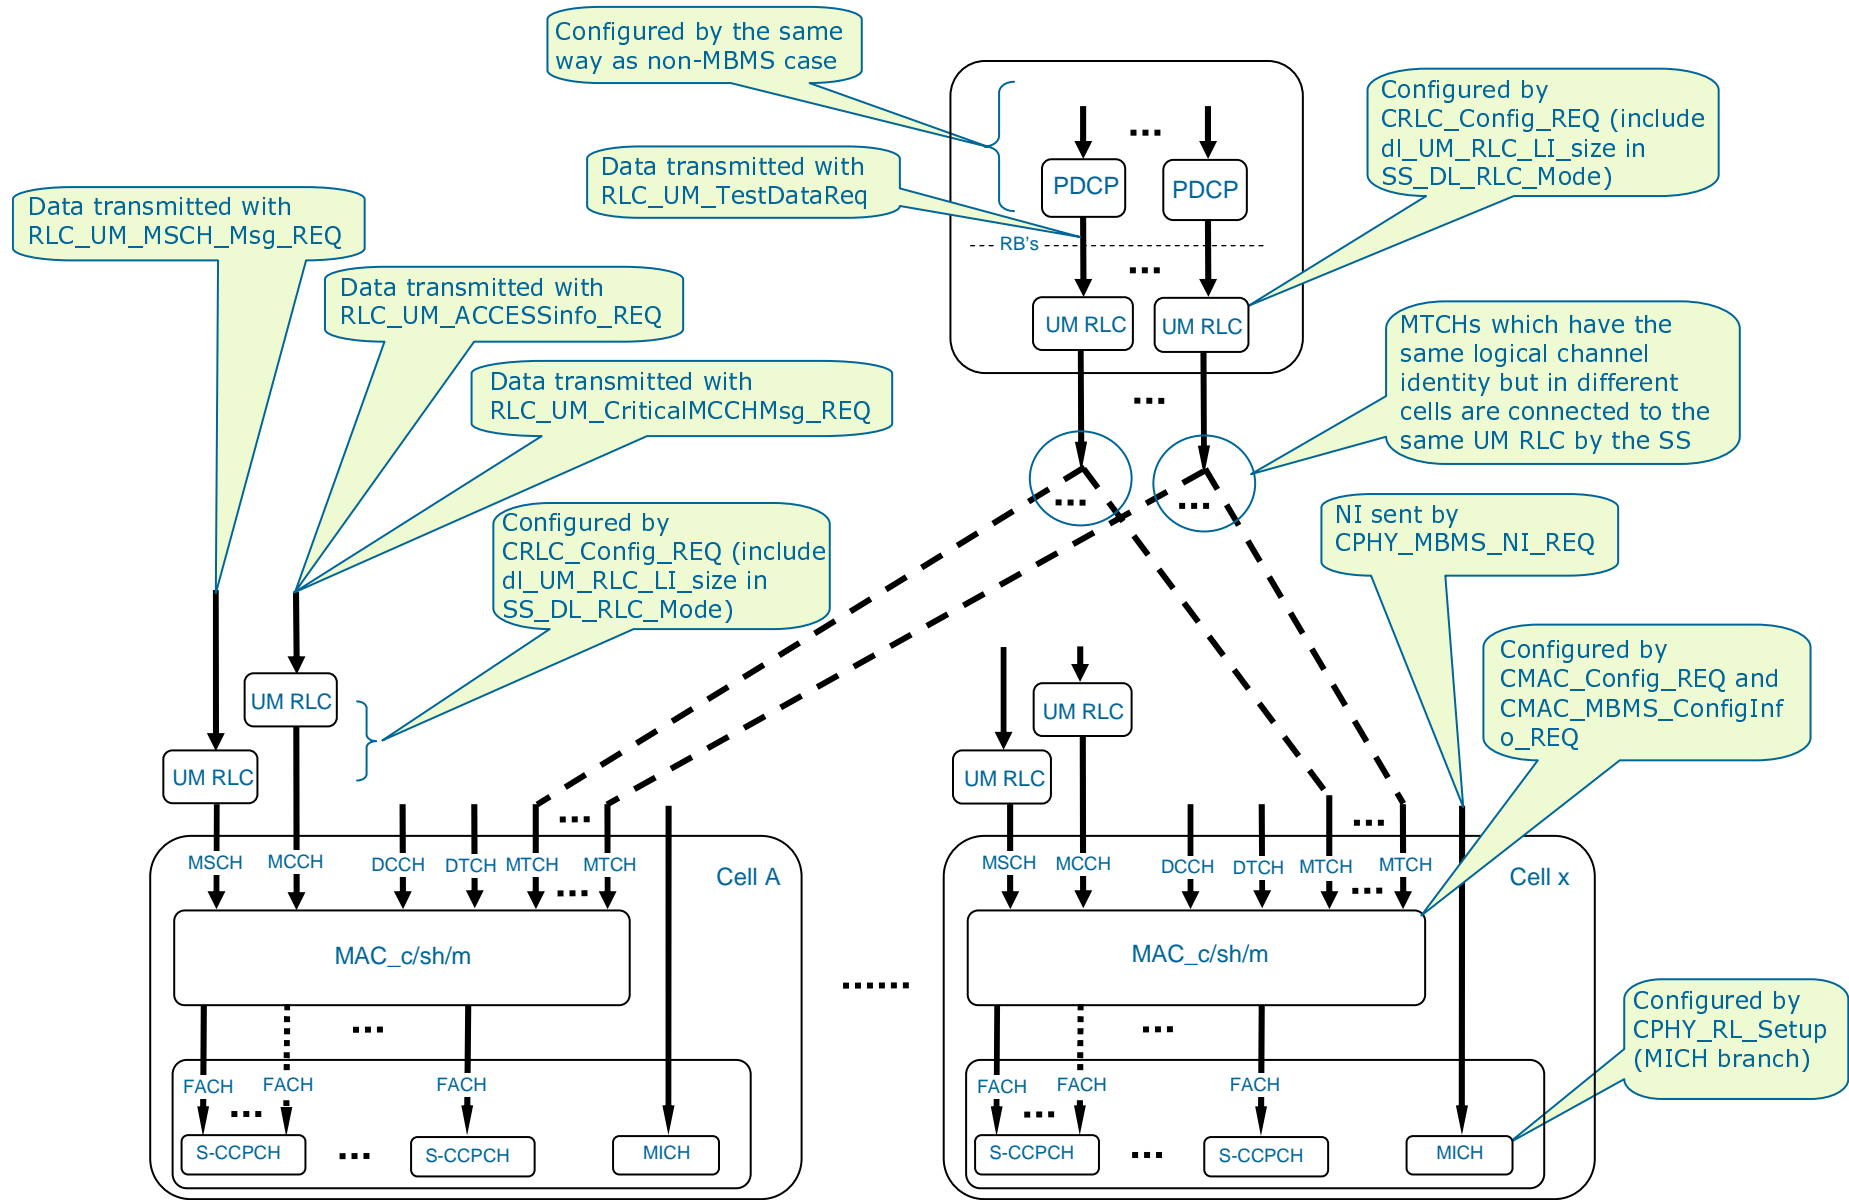 Configured by the same
way as non-MBMS case
Configured by
CRLC_Config_REQ (include
dl_UM_RLC_LI_size in
SS_DL_RLC_Mode)
Data transmitted with
RLC_UM_TestDataReq
PDCP
PDCP
Data transmitted with
RLC_UM_MSCH_Msg_REQ
RB's
Data transmitted with
RLC_UM_ACCESSinfo_REQ
UM RLC
UM RLC
MTCHs which have the
same logical channel
identity but in different
cells are connected to the
same UM RLC by the SS
Data transmitted with
RLC_UM_CriticalMCCHMsg_REQ
Configured by
CRLC_Config_REQ (include
dl_UM_RLC_LI_size in
SS_DL_RLC_Mode)
NI sent by
CPHY_MBMS_NI_REQ
Configured by
CMAC_Config_REQ and
CMAC_MBMS_ConfigInf
o_REQ
UM RLC
UM RLC
UM RLC
UM RLC
MSCH
MCCH
DCCH
DTCH
MTCH
MTCH
Cell A
MSCH
MCCH
DCCH
DTCH
MTCH
MTCH
Cell x
MAC_c/sh/m
MAC_c/sh/m
Configured by
CPHY_RL_Setup
(MICH branch)
FACH
FACH
FACH
FACH
FACH
FACH
S-CCPCH
S-CCPCH
MICH
S-CCPCH
S-CCPCH
MICH